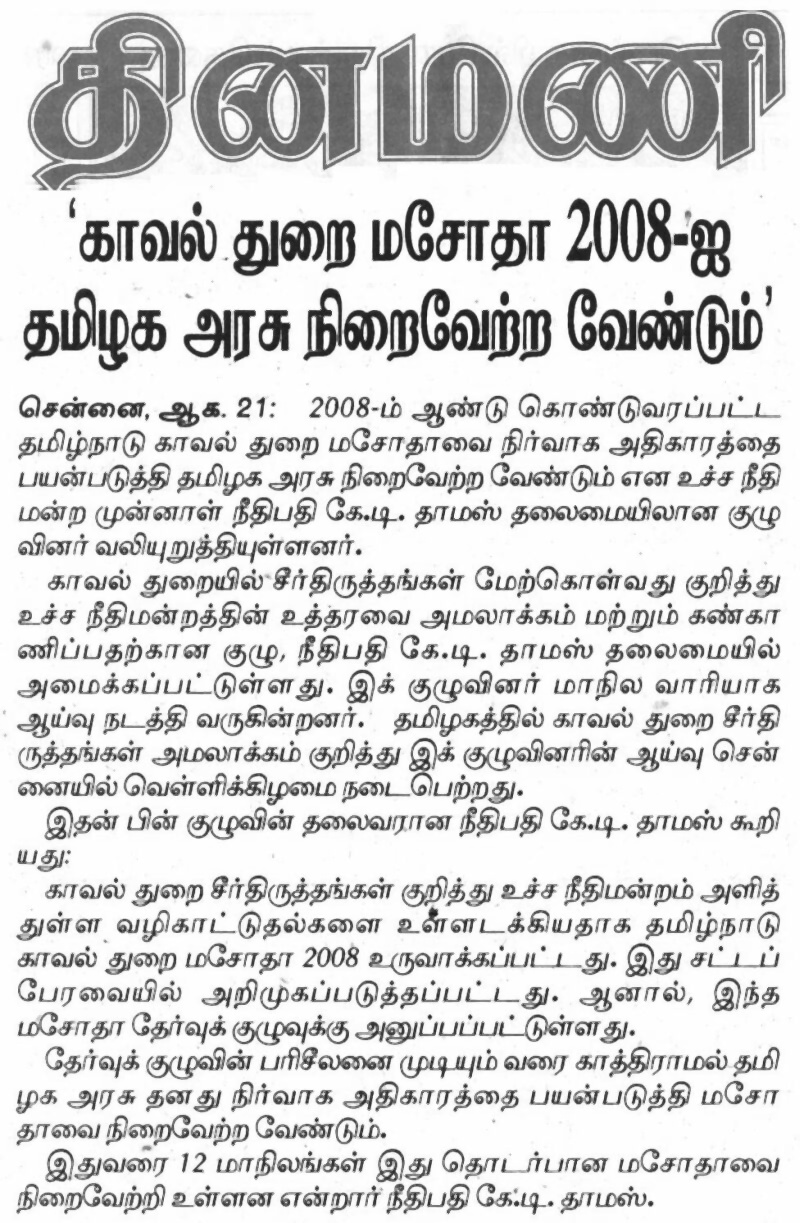 தினமணி
‘காவல் துறை மசோதா 2008-ஐ
தமிழக அரசு நிறைவேற்ற வேண்டும்’
சென்னை, ஆக. 21: 2008-ம் ஆண்டு கொண்டுவரப்பட்ட
தமிழ்நாடு காவல் துறை மசோதாவை நிர்வாக அதிகாரத்தை
பயன்படுத்தி தமிழக அரசு நிறைவேற்ற வேண்டும் என உச்ச நீதி
மன்ற முன்னாள் நீதிபதி கே.டி. தாமஸ் தலைமையிலான குழு
வினர் வலியுறுத்தியுள்ளனர்.
காவல் துறையில் சீர்திருத்தங்கள் மேற்கொள்வது குறித்து
உச்ச நீதிமன்றத்தின் உத்தரவை அமலாக்கம் மற்றும் கண்கா
ணிப்பதற்கான குழு, நீதிபதி கே.டி. தாமஸ் தலைமையில்
அமைக்கப்பட்டுள்ளது. இக் குழுவினர் மாநில வாரியாக
ஆய்வு நடத்தி வருகின்றனர். தமிழகத்தில் காவல் துறை சீர்தி
ருத்தங்கள் அமலாக்கம் குறித்து இக் குழுவினரின் ஆய்வு சென்
னையில் வெள்ளிக்கிழமை நடைபெற்றது.
இதன் பின் குழுவின் தலைவரான நீதிபதி கே.டி. தாமஸ் கூறி
யது:
காவல் துறை சீர்திருத்தங்கள் குறித்து உச்ச நீதிமன்றம் அளித்
துள்ள வழிகாட்டுதல்களை உள்ளடக்கியதாக தமிழ்நாடு
காவல் துறை மசோதா 2008 உருவாக்கப்பட்டது. இது சட்டப்
பேரவையில் அறிமுகப்படுத்தப்பட்டது. ஆனால், இந்த
மசோதா தேர்வுக் குழுவுக்கு அனுப்பப்பட்டுள்ளது.
தேர்வுக் குழுவின் பரிசீலனை முடியும் வரை காத்திராமல் தமி
ழக அரசு தனது நிர்வாக அதிகாரத்தை பயன்படுத்தி மசோ
தாவை நிறைவேற்ற வேண்டும்.
இதுவரை 12 மாநிலங்கள் இது தொடர்பான மசோதாவை
நிறைவேற்றி உள்ளன என்றார் நீதிபதி கே.டி. தாமஸ்.